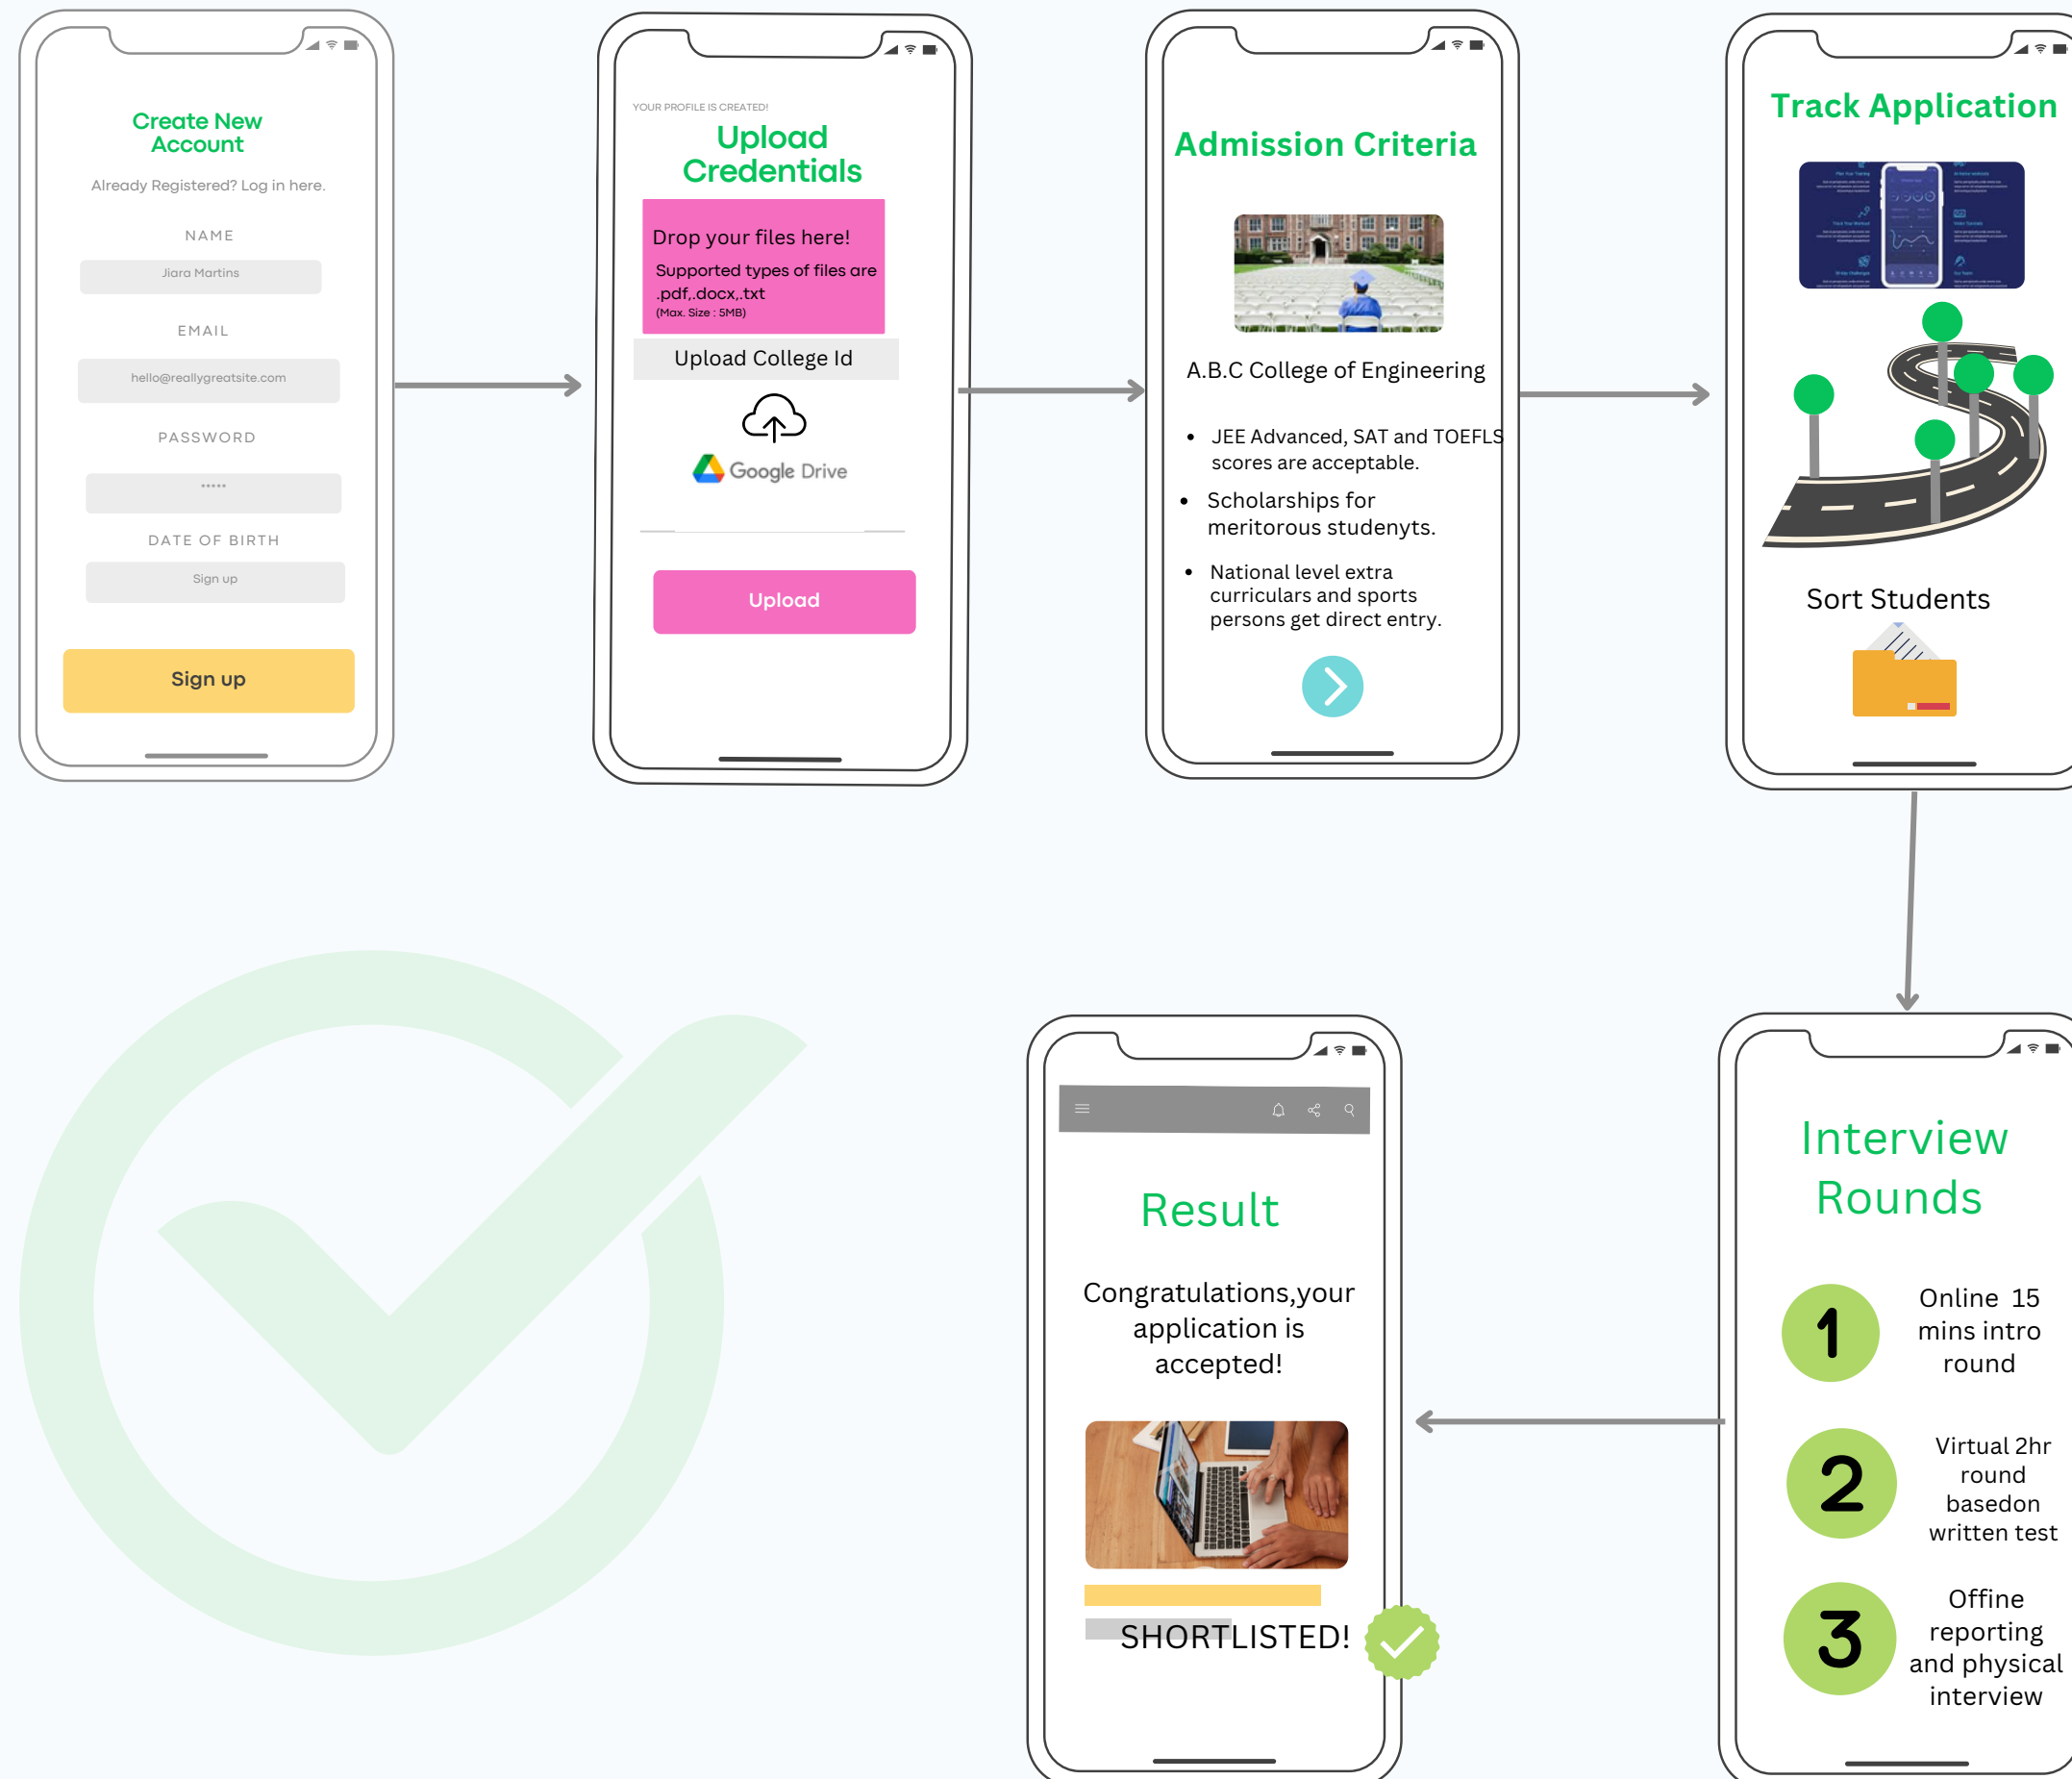 Create New
Account
Already Registered? Log in here.
NAME
Jiara Martins
EMAIL
hello@reallygreatsite.com
PASSWORD
*****
DATE OF BIRTH
Sign up
Sign up
YOUR PROFILE IS CREATED!
Upload
Credentials
Drop your files here!
Supported types of files are
.pdf,.docx,.txt
(Max. Size : 5MB)
Upload College Id
Google Drive
Upload
Admission Criteria
A.B.C College of Engineering
• JEE Advanced, SAT and TOEFLS
scores are acceptable.
• Scholarships for
meritorous studenyts.
• National level extra
curriculars and sports
persons get direct entry.
Track Application
Sort Students
Interview
Rounds
1
Online 15
mins intro
round
2
Virtual 2hr
round
basedon
written test
3
Offine
reporting
and physical
interview
Result
Congratulations,your
application is
accepted!
SHORTLISTED!